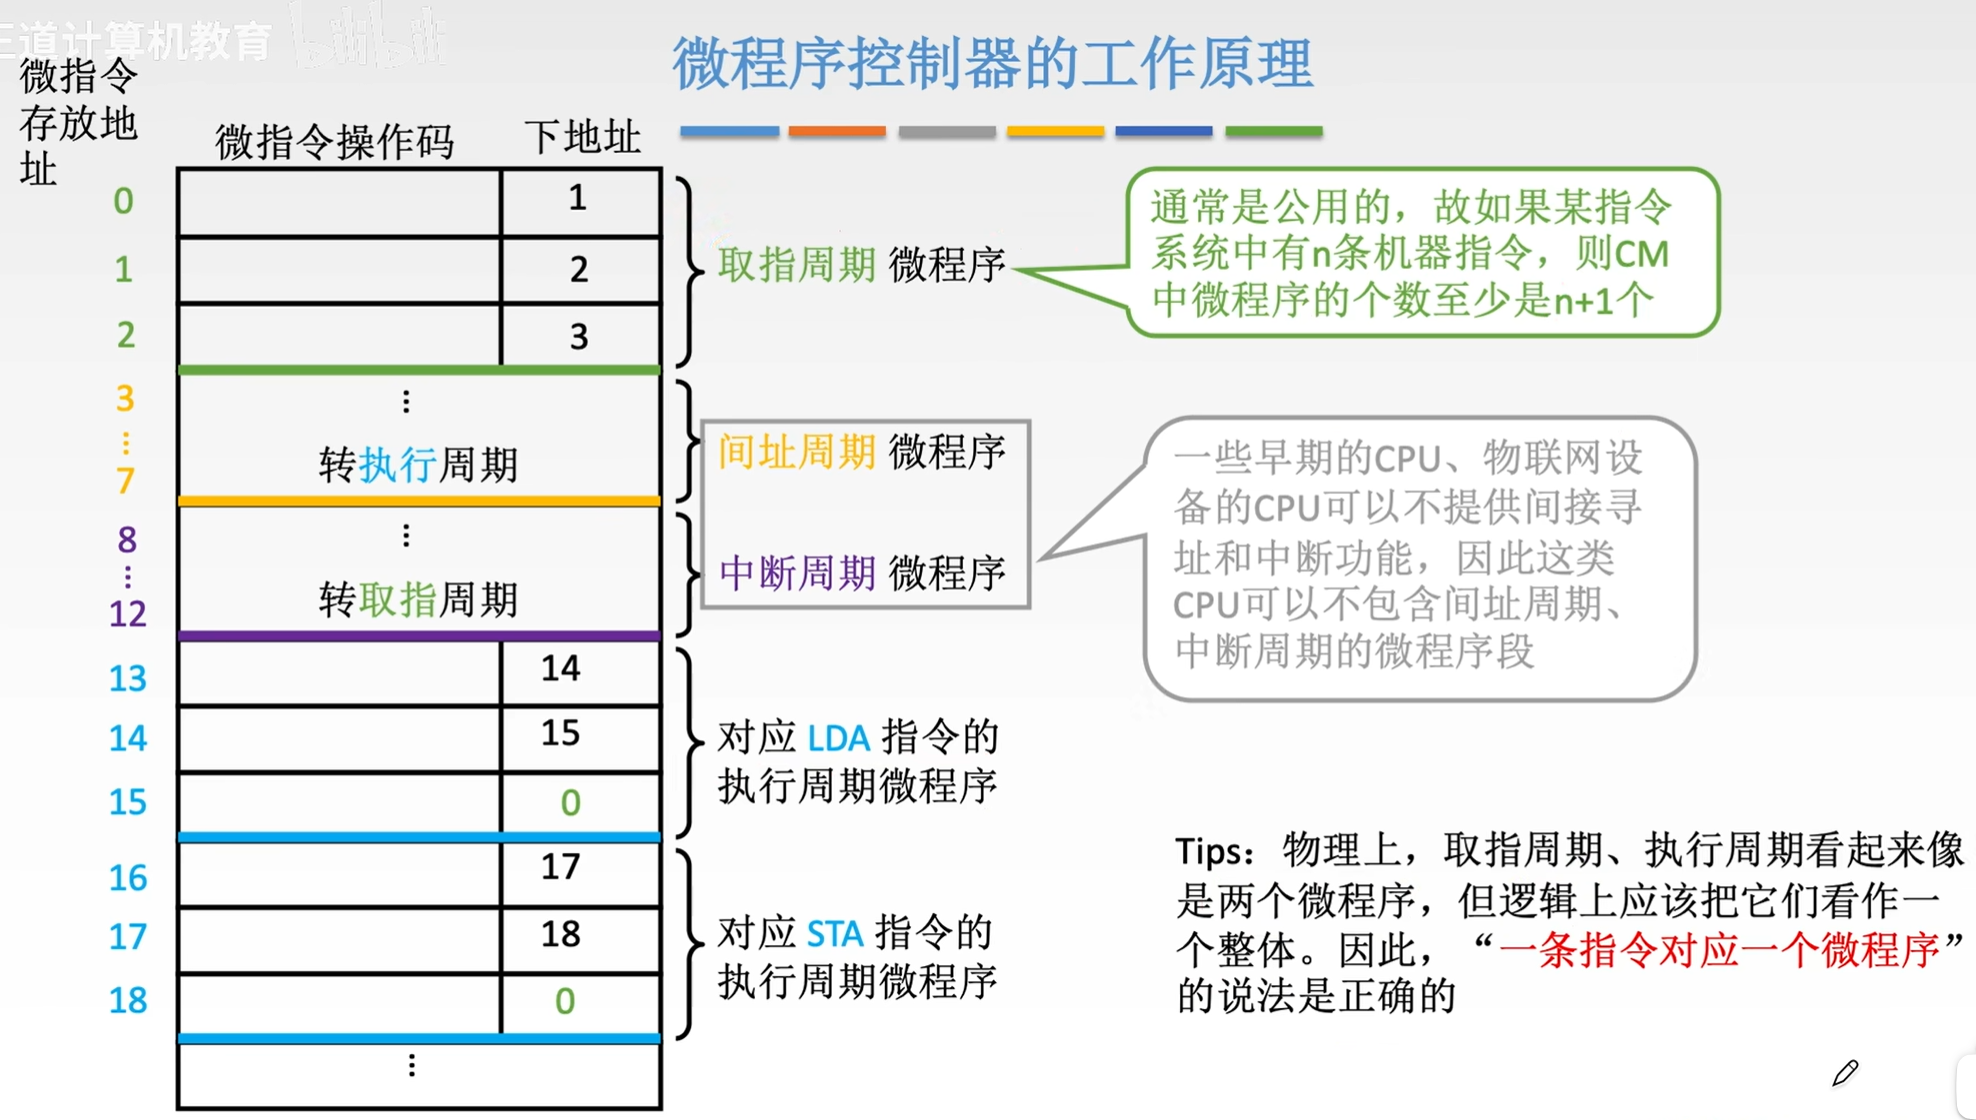 王道计算机教育
bilibili
微程序控制器的工作原理
微指令
存放地
址
微指令操作码
下地址
0
1
1
2
2
3
取指周期 微程序
通常是公用的，故如果某指令
系统中有n条机器指令，则CM
中微程序的个数至少是n+1个
3
⋮
7
⋮
转执行周期
间址周期 微程序
8
⋮
12
⋮
转取指周期
中断周期 微程序
一些早期的CPU、物联网设
备的CPU可以不提供间接寻
址和中断功能，因此这类
CPU可以不包含间址周期、
中断周期的微程序段
13
14
14
15
15
0
对应 LDA 指令的
执行周期微程序
16
17
17
18
18
0
对应 STA 指令的
执行周期微程序
⋮
Tips：物理上，取指周期、执行周期看起来像
是两个微程序，但逻辑上应该把它们看作一
个整体。因此，“一条指令对应一个微程序”
的说法是正确的